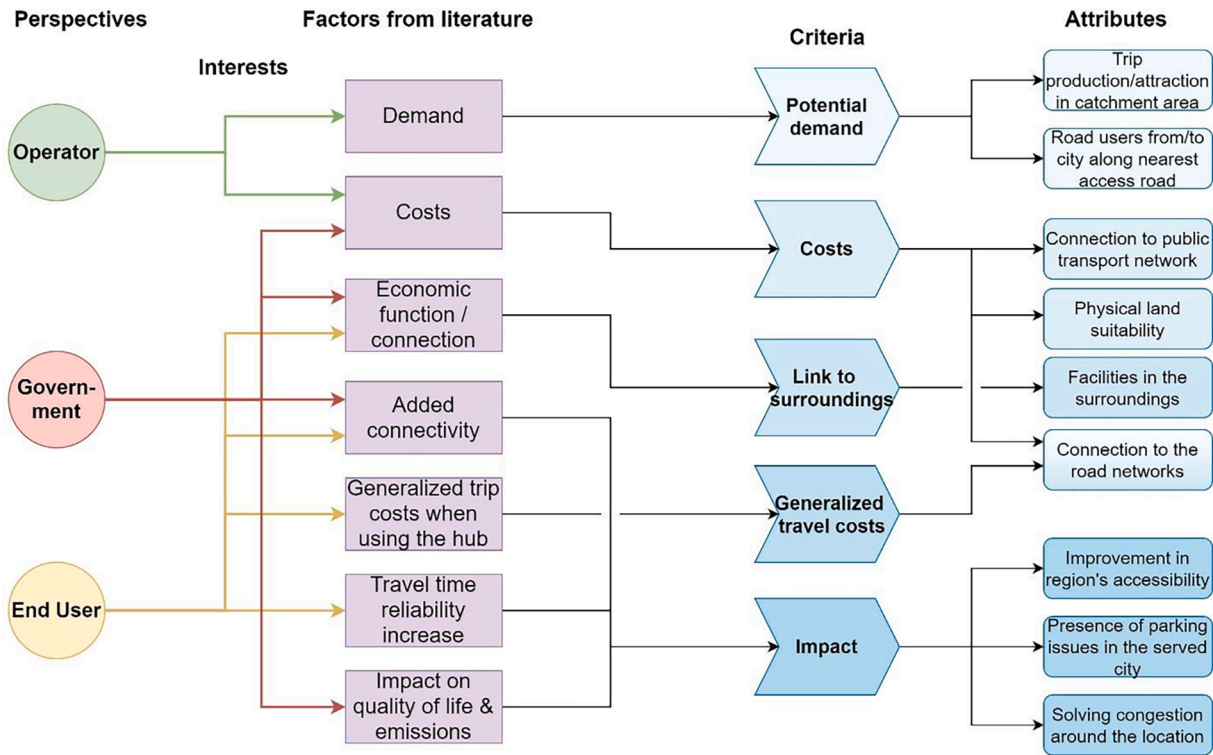 Perspectives
Interests
Factors from literature
Criteria
Attributes
Operator
Govern-
ment
End User
Demand
Costs
Economic
function /
connection
Added
connectivity
Generalized trip
costs when
using the hub
Travel time
reliability
increase
Impact on
quality of life &
emissions
Potential
demand
Costs
Link to
surroundings
Generalized
travel costs
Impact
Trip
production/attraction
in catchment area
Road users from/to
city along nearest
access road
Connection to public
transport network
Physical land
suitability
Facilities in the
surroundings
Connection to the
road networks
Improvement in
region's accessibility
Presence of parking
issues in the served
city
Solving congestion
around the location